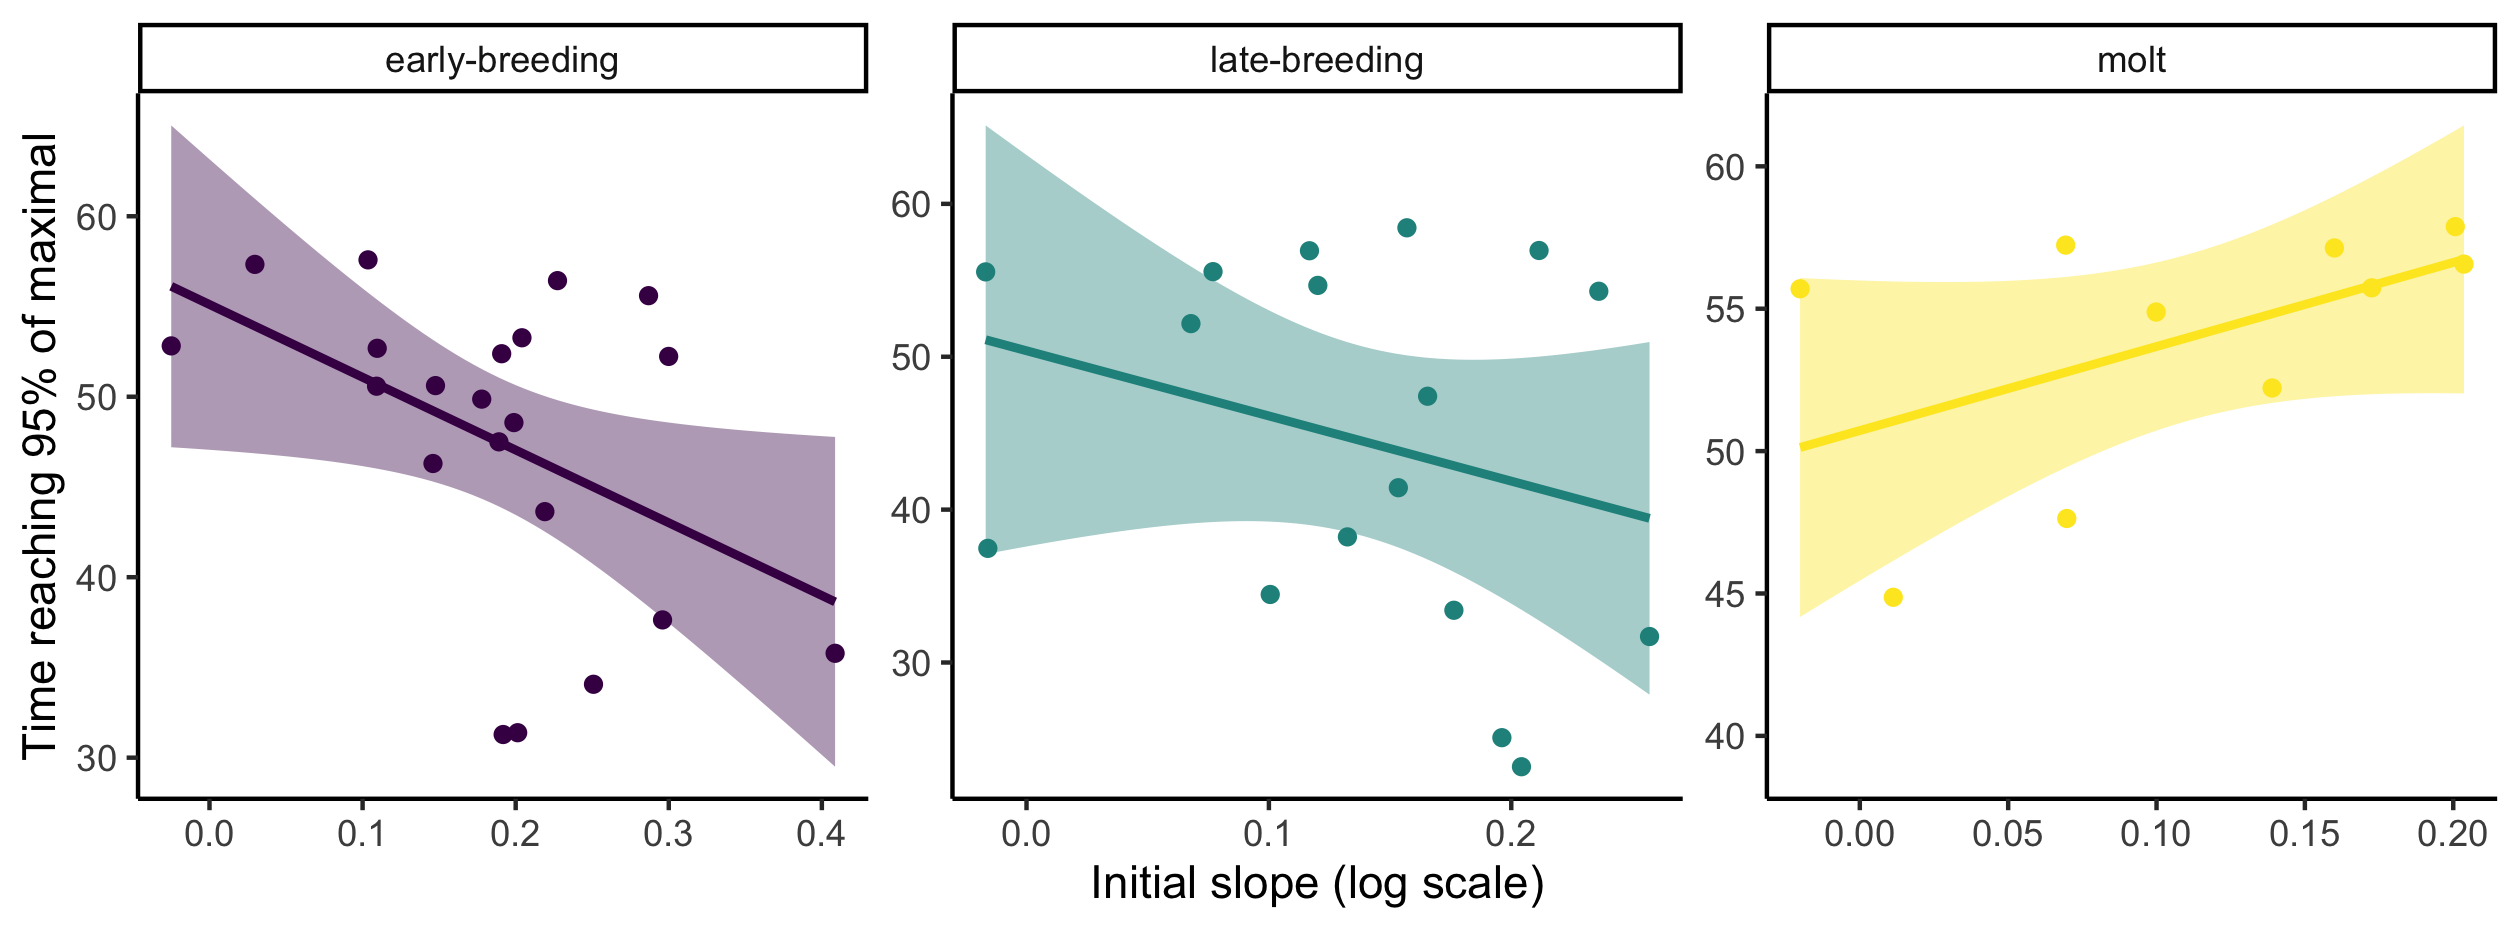 early-breeding
late-breeding
molt
Time reaching 95% of maximal
60
50
40
30
60
50
40
30
60
55
50
45
40
0.0 0.1 0.2 0.3 0.4
0.0 0.1 0.2
0.00 0.05 0.10 0.15 0.20
Initial slope (log scale)